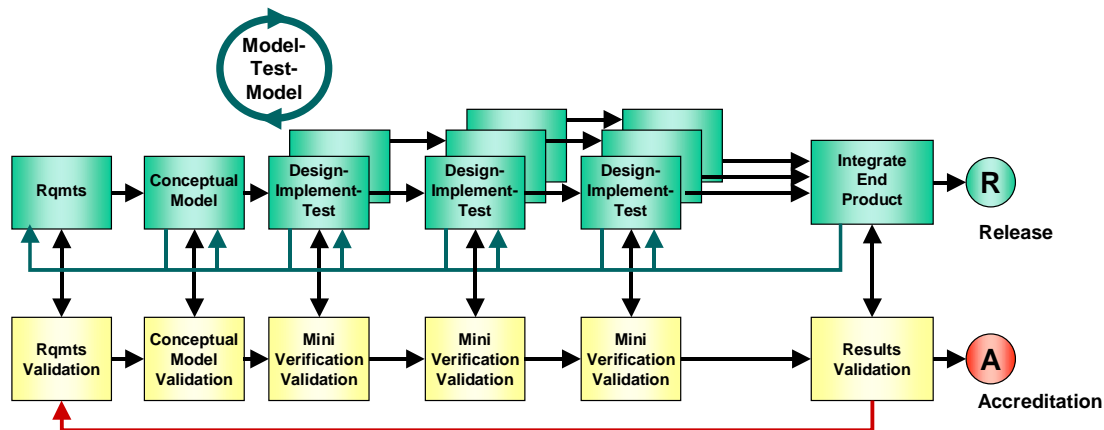 Model-
Test-
Model
Rqmts
Conceptual
Model
Design-
Implement-
Test
Design-
Implement-
Test
Design-
Implement-
Test
Integrate
End
Product
R
Release
Rqmts
Validation
Conceptual
Model
Validation
Mini
Verification
Validation
Mini
Verification
Validation
Mini
Verification
Validation
Results
Validation
A
Accreditation